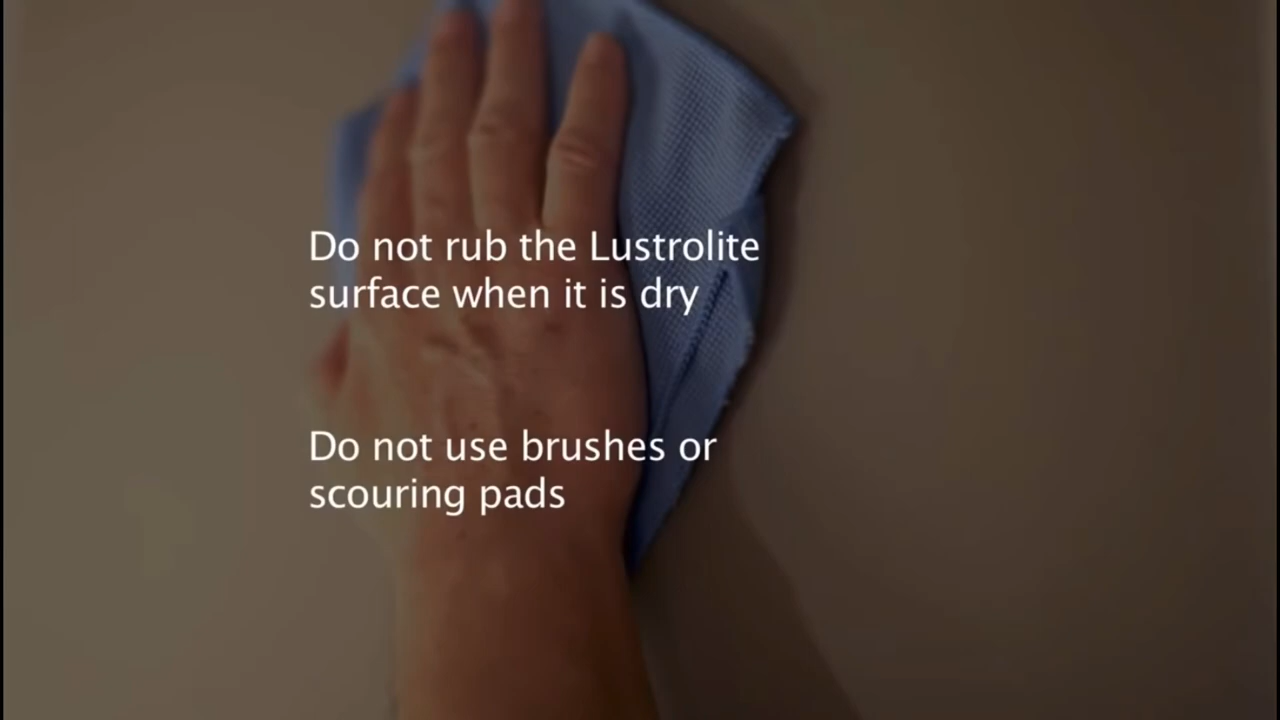 Do not rub the Lustrolite
surface when it is dry
Do not use brushes or
scouring pads